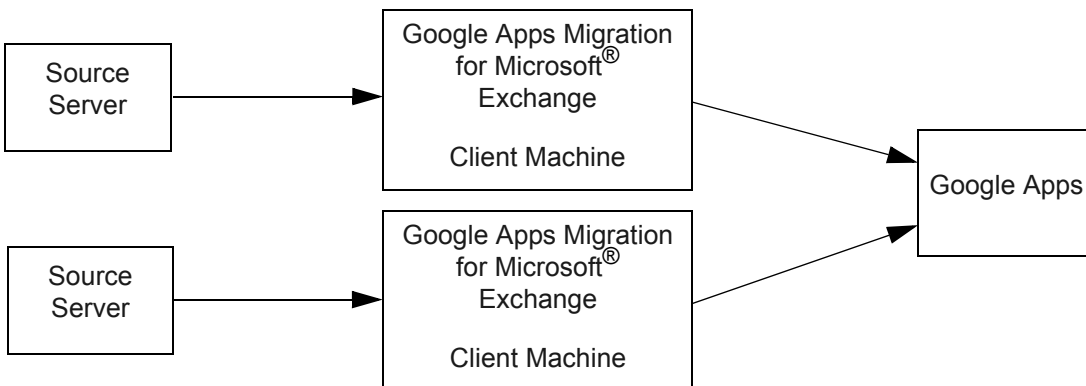 Source
Server
Google Apps Migration
for Microsoft®
Exchange
Client Machine
Google Apps
Source
Server
Google Apps Migration
for Microsoft®
Exchange
Client Machine